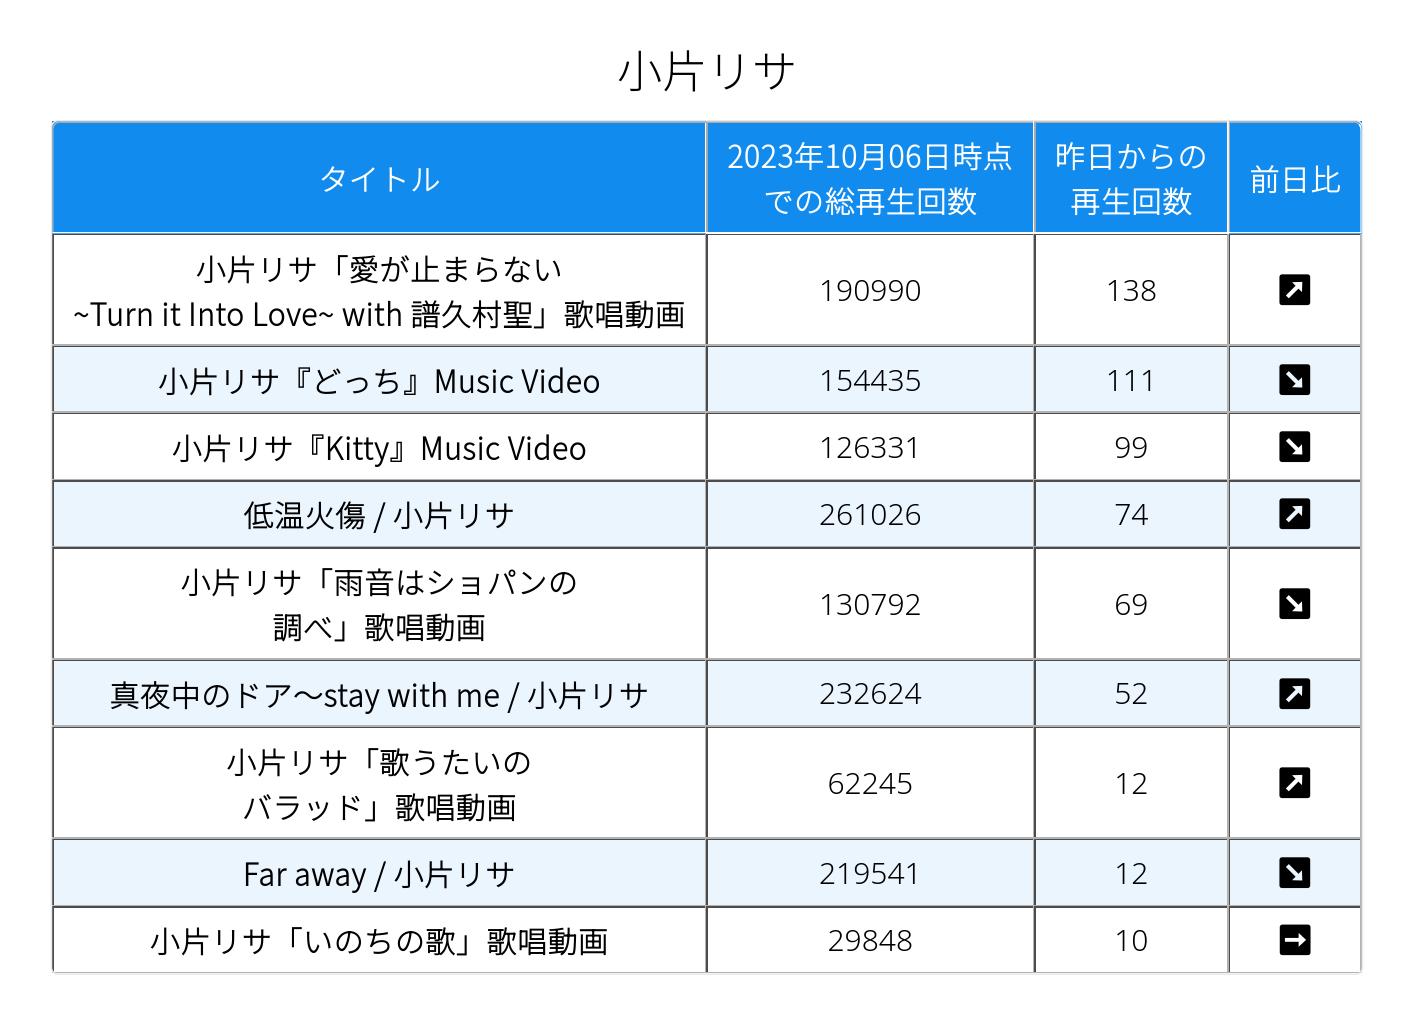 小片リサ
タイトル
2023年10月06日時点
での総再生回数
昨日からの
再生回数
前日比
小片リサ「愛が止まらない
~Turn it Into Love~ with 譜久村聖」歌唱動画
190990
138
小片リサ『どっち』Music Video
154435
111
小片リサ『Kitty』Music Video
126331
99
低温火傷 / 小片リサ
261026
74
小片リサ「雨音はショパンの
調べ」歌唱動画
130792
69
真夜中のドア〜stay with me / 小片リサ
232624
52
小片リサ「歌うたいの
バラッド」歌唱動画
62245
12
Far away / 小片リサ
219541
12
小片リサ「いのちの歌」歌唱動画
29848
10